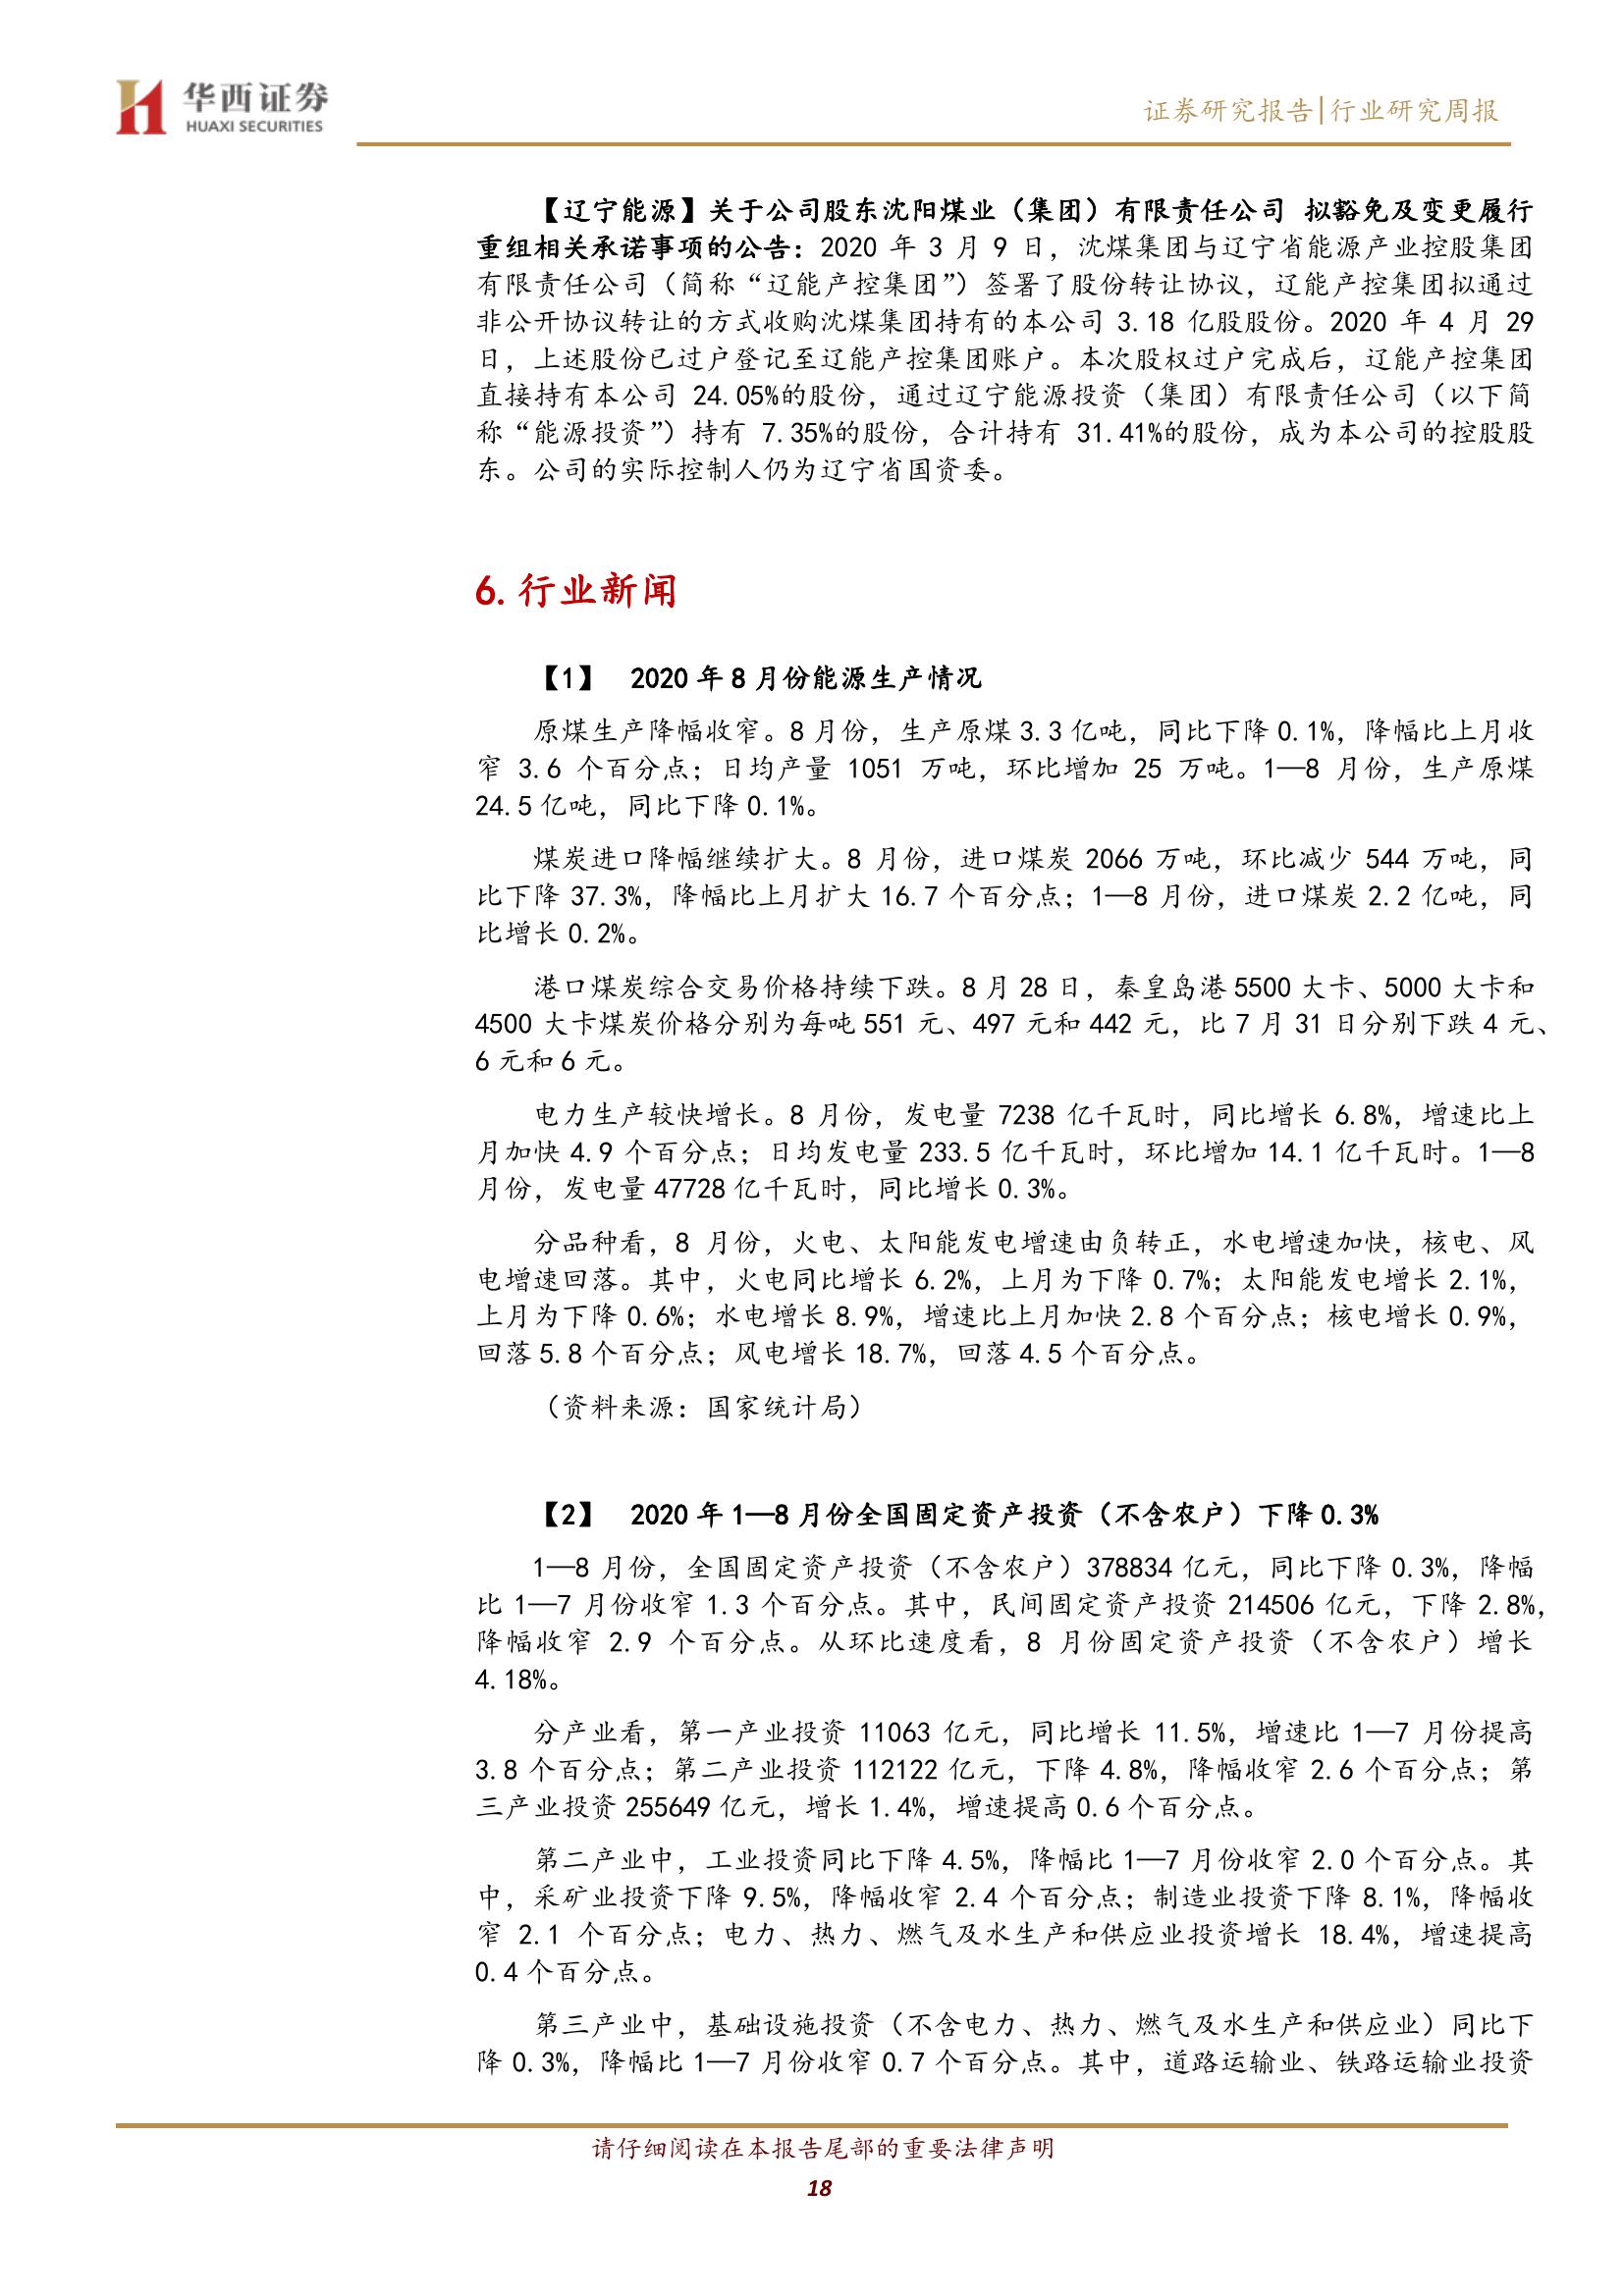 华西证券
HUAXI SECURITIES
证券研究报告|行业研究周报
【辽宁能源】关于公司股东沈阳煤业（集团）有限责任公司 拟豁免及变更履行
重组相关承诺事项的公告：2020 年 3 月 9 日，沈煤集团与辽宁省能源产业控股集团
有限责任公司（简称“辽能产控集团”）签署了股份转让协议，辽能产控集团拟通过
非公开协议转让的方式收购沈煤集团持有的本公司 3.18 亿股股份。2020 年 4 月 29
日，上述股份已过户登记至辽能产控集团账户。本次股权过户完成后，辽能产控集团
直接持有本公司 24.05%的股份，通过辽宁能源投资（集团）有限责任公司（以下简
称“能源投资”）持有 7.35%的股份，合计持有 31.41%的股份，成为本公司的控股股
东。公司的实际控制人仍为辽宁省国资委。
6. 行业新闻
【1】 2020 年 8 月份能源生产情况
原煤生产降幅收窄。8 月份，生产原煤 3.3 亿吨，同比下降 0.1%，降幅比上月收
窄 3.6 个百分点；日均产量 1051 万吨，环比增加 25 万吨。1—8 月份，生产原煤
24.5 亿吨，同比下降 0.1%。
煤炭进口降幅继续扩大。8 月份，进口煤炭 2066 万吨，环比减少 544 万吨，同
比下降 37.3%，降幅比上月扩大 16.7 个百分点；1—8 月份，进口煤炭 2.2 亿吨，同
比增长 0.2%。
港口煤炭综合交易价格持续下跌。8 月 28 日，秦皇岛港 5500 大卡、5000 大卡和
4500 大卡煤炭价格分别为每吨 551 元、497 元和 442 元，比 7 月 31 日分别下跌 4 元、
6 元和 6 元。
电力生产较快增长。8 月份，发电量 7238 亿千瓦时，同比增长 6.8%，增速比上
月加快 4.9 个百分点；日均发电量 233.5 亿千瓦时，环比增加 14.1 亿千瓦时。1—8
月份，发电量 47728 亿千瓦时，同比增长 0.3%。
分品种看，8 月份，火电、太阳能发电增速由负转正，水电增速加快，核电、风
电增速回落。其中，火电同比增长 6.2%，上月为下降 0.7%；太阳能发电增长 2.1%，
上月为下降 0.6%；水电增长 8.9%，增速比上月加快 2.8 个百分点；核电增长 0.9%，
回落 5.8 个百分点；风电增长 18.7%，回落 4.5 个百分点。
（资料来源：国家统计局）
【2】 2020 年 1—8 月份全国固定资产投资（不含农户）下降 0.3%
1—8 月份，全国固定资产投资（不含农户）378834 亿元，同比下降 0.3%，降幅
比 1—7 月份收窄 1.3 个百分点。其中，民间固定资产投资 214506 亿元，下降 2.8%，
降幅收窄 2.9 个百分点。从环比速度看，8 月份固定资产投资（不含农户）增长
4.18%。
分产业看，第一产业投资 11063 亿元，同比增长 11.5%，增速比 1—7 月份提高
3.8 个百分点；第二产业投资 112122 亿元，下降 4.8%，降幅收窄 2.6 个百分点；第
三产业投资 255649 亿元，增长 1.4%，增速提高 0.6 个百分点。
第二产业中，工业投资同比下降 4.5%，降幅比 1—7 月份收窄 2.0 个百分点。其
中，采矿业投资下降 9.5%，降幅收窄 2.4 个百分点；制造业投资下降 8.1%，降幅收
窄 2.1 个百分点；电力、热力、燃气及水生产和供应业投资增长 18.4%，增速提高
0.4 个百分点。
第三产业中，基础设施投资（不含电力、热力、燃气及水生产和供应业）同比下
降 0.3%，降幅比 1—7 月份收窄 0.7 个百分点。其中，道路运输业、铁路运输业投资
请仔细阅读在本报告尾部的重要法律声明
18